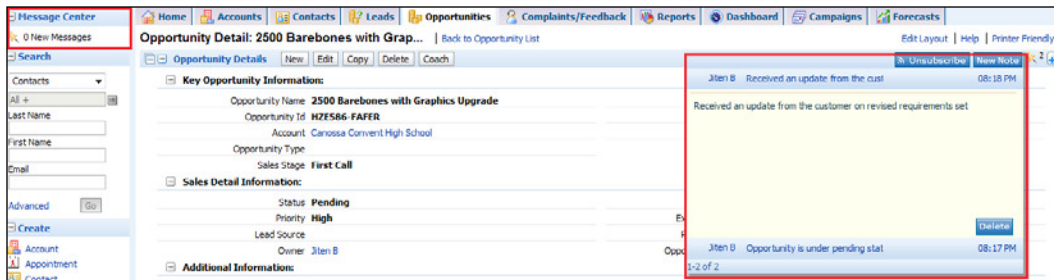 Message Center
0 New Messages
Search
Contacts
All +
Last Name
First Name
Email
Advanced Go
Create
Account
Appointment
Contact
Home Accounts Contacts Leads Opportunities Complaints/Feedback Reports Dashboard Campaigns Forecasts
Opportunity Detail: 2500 Barebones with Grap... | Back to Opportunity List Edit Layout | Help | Printer Friendly
Opportunity Details New Edit Copy Delete Coach Unsubscribe New Note 2
Key Opportunity Information:
Opportunity Name 2500 Barebones with Graphics Upgrade
Opportunity Id HZE586-FAFER
Account Canossa Convent High School
Opportunity Type
Sales Stage First Call
Sales Detail Information:
Status Pending
Priority High Ex
Lead Source
Owner Jiten B Oppo
Additional Information:
Jiten B Received an update from the cust 08:18 PM
Received an update from the customer on revised requirements set
Delete
Jiten B Opportunity is under pending stat 08:17 PM
1-2 of 2